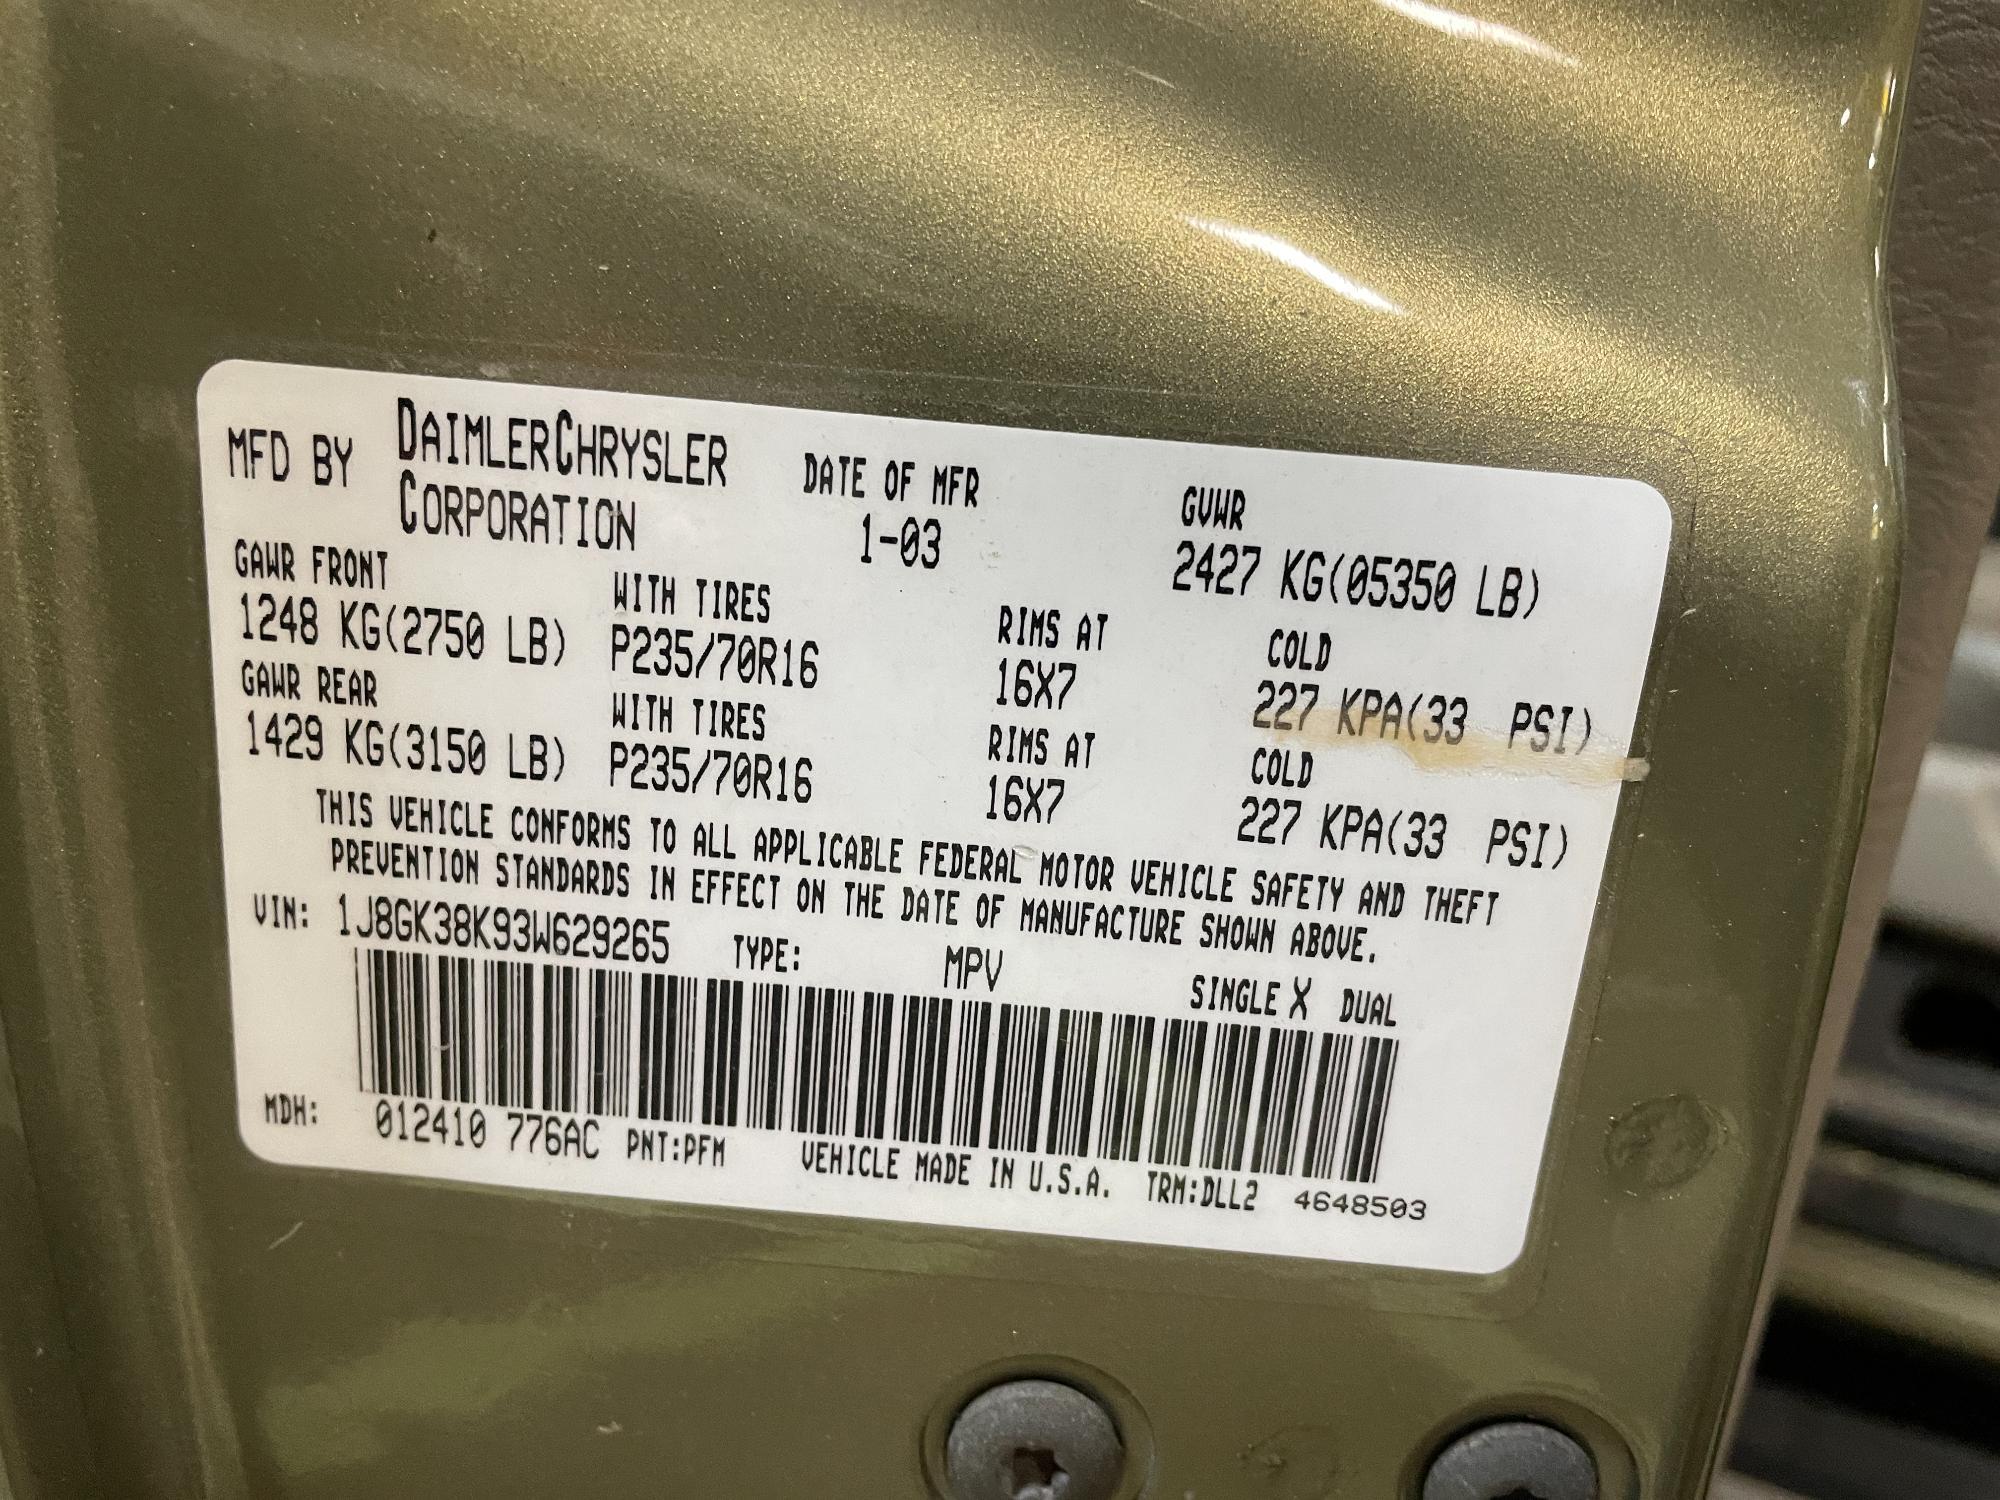 MFD BY DAIMLERCHRYSLER CORPORATION DATE OF MFR 1-03 GVWR 2427 KG(05350 LB)
GAWR FRONT WITH TIRES RIMS AT COLD
1248 KG(2750 LB) P235/70R16 16X7 227 KPA(33 PSI)
GAWR REAR WITH TIRES RIMS AT COLD
1429 KG(3150 LB) P235/70R16 16X7 227 KPA(33 PSI)
THIS VEHICLE CONFORMS TO ALL APPLICABLE FEDERAL MOTOR VEHICLE SAFETY AND THEFT
PREVENTION STANDARDS IN EFFECT ON THE DATE OF MANUFACTURE SHOWN ABOVE.
VIN: 1J8GK38K93W629265 TYPE: MPV SINGLE X DUAL
MDH: 012410 776AC PNT:PFM VEHICLE MADE IN U.S.A. TRM:DLL2 4648503